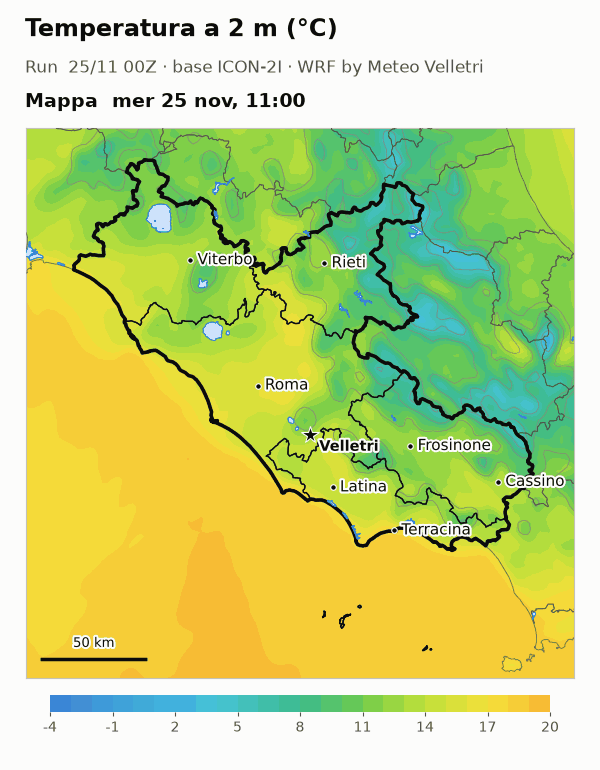 Temperatura a 2 m (°C)
Run  25/11 00Z · base ICON-2I · WRF by Meteo Velletri
Mappa  mer 25 nov, 11:00
Viterbo
Rieti
Roma
Velletri
Frosinone
Latina
Cassino
Terracina
50 km
-4 -1 2 5 8 11 14 17 20